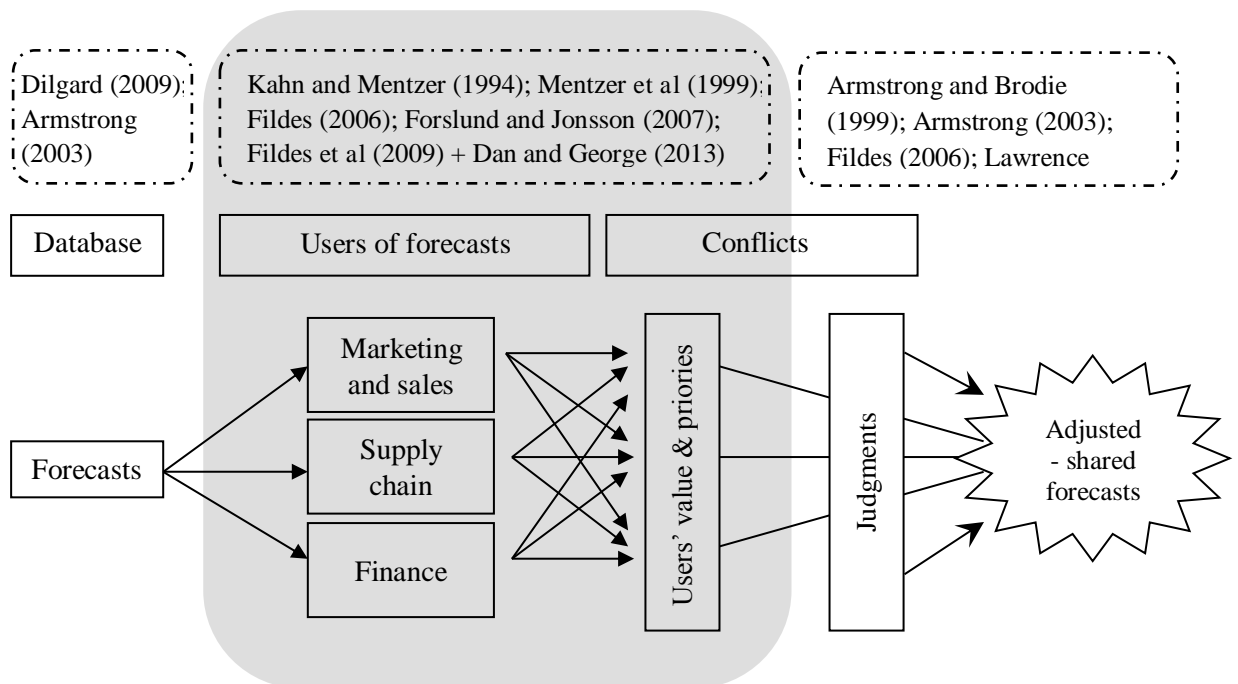 Dilgard (2009);
Armstrong
(2003)
Kahn and Mentzer (1994); Mentzer et al (1999);
Fildes (2006); Forslund and Jonsson (2007);
Fildes et al (2009) + Dan and George (2013)
Armstrong and Brodie
(1999); Armstrong (2003);
Fildes (2006); Lawrence
Database
Users of forecasts
Conflicts
Forecasts
Marketing
and sales
Supply
chain
Finance
Users’ value & priories
Judgments
Adjusted
- shared
forecasts